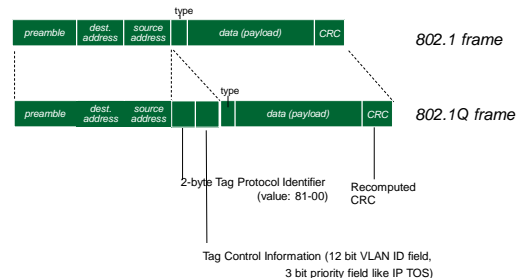 type
preamble
dest. address
source address
data (payload)
CRC
802.1 frame
type
preamble
dest. address
source address
data (payload)
CRC
802.1Q frame
2-byte Tag Protocol Identifier
(value: 81-00)
Recomputed
CRC
Tag Control Information (12 bit VLAN ID field,
3 bit priority field like IP TOS)